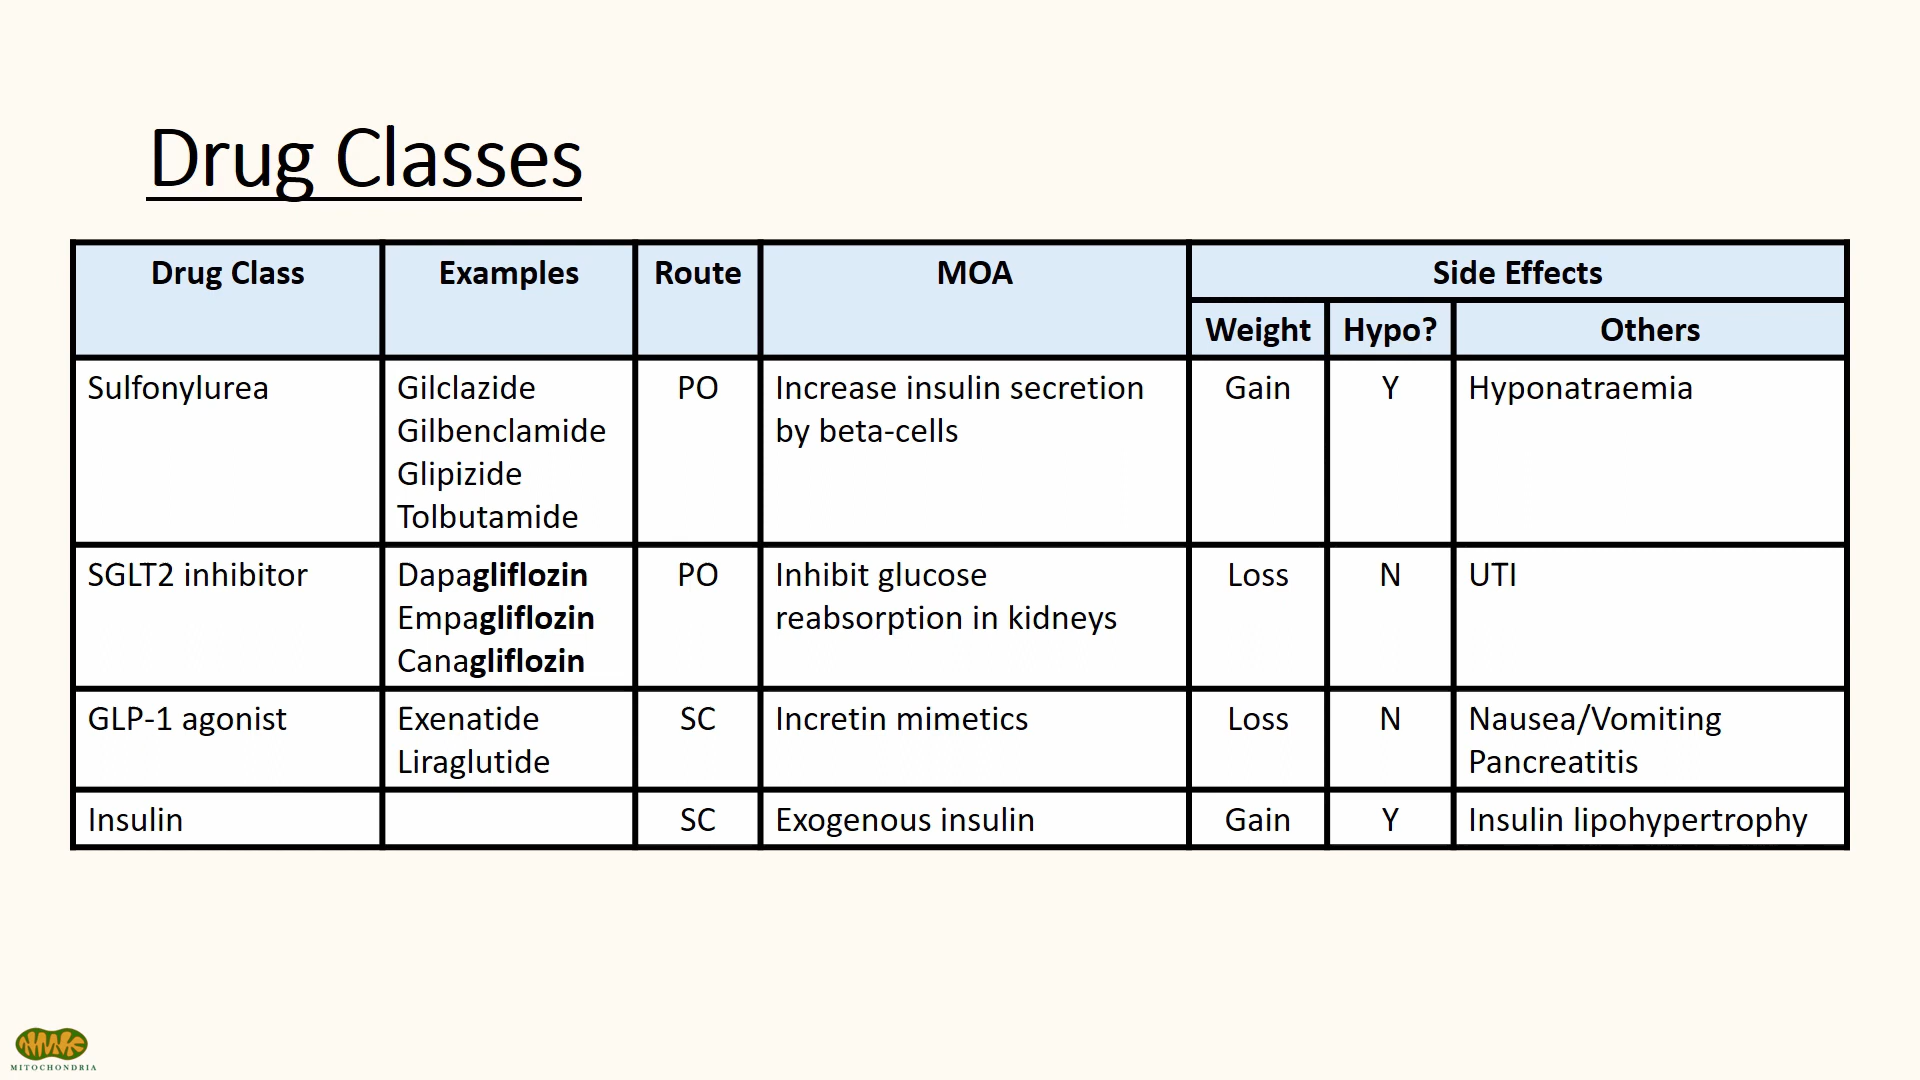 Drug Classes
Drug Class Examples Route MOA Side Effects
Weight Hypo? Others
Sulfonylurea Gilclazide PO Increase insulin secretion Gain Y Hyponatraemia
Gilbenclamide by beta-cells
Glipizide
Tolbutamide
SGLT2 inhibitor Dapagliflozin PO Inhibit glucose Loss N UTI
Empagliflozin reabsorption in kidneys
Canagliflozin
GLP-1 agonist Exenatide SC Incretin mimetics Loss N Nausea/Vomiting
Liraglutide Pancreatitis
Insulin SC Exogenous insulin Gain Y Insulin lipohypertrophy
MITOCHONDRIA